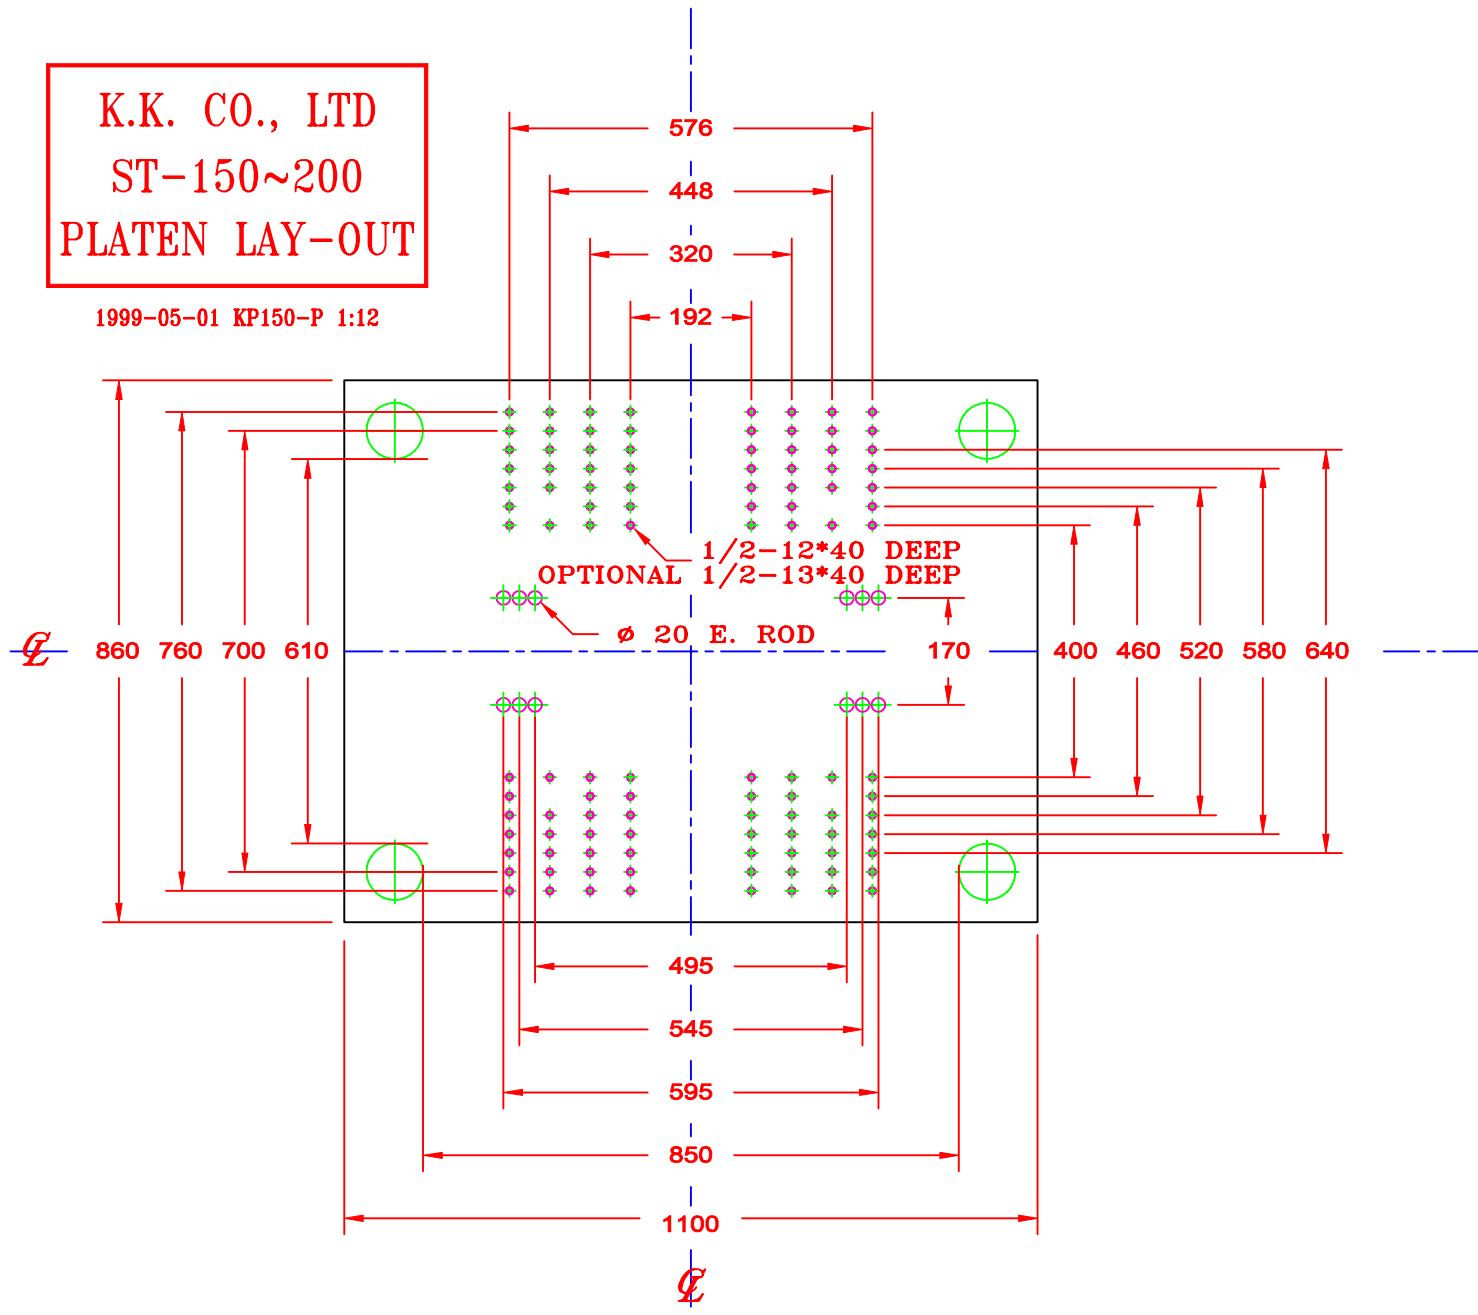 K.K. CO., LTD
ST-150~200
PLATEN LAY-OUT
1999-05-01 KP150-P 1:12
576
448
320
192
1/2-12*40 DEEP
OPTIONAL 1/2-13*40 DEEP
ø 20 E. ROD
℄ 860 760 700 610 170 400 460 520 580 640
495
545
595
850
1100
℄